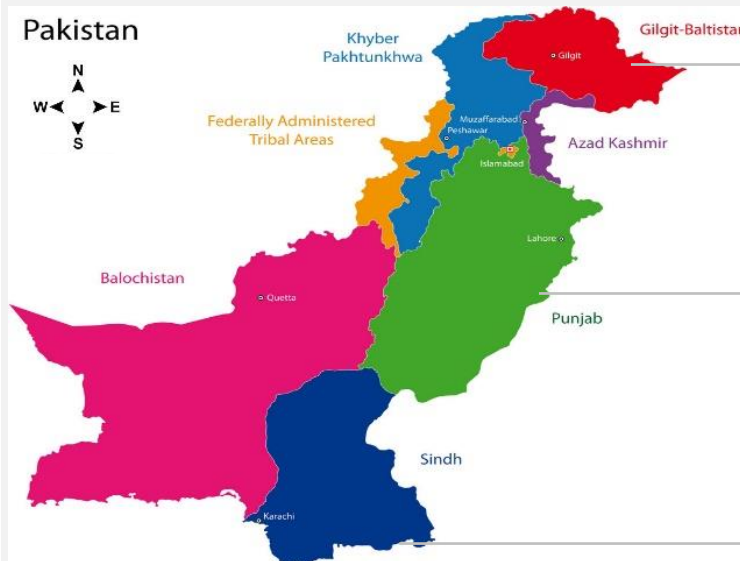 Pakistan
N
W E
S
Khyber
Pakhtunkhwa
Gilgit-Baltistan
Gilgit
Federally Administered
Tribal Areas
Muzaffarabad
Peshawar
Azad Kashmir
Islamabad
Lahore
Balochistan
Quetta
Punjab
Sindh
Karachi